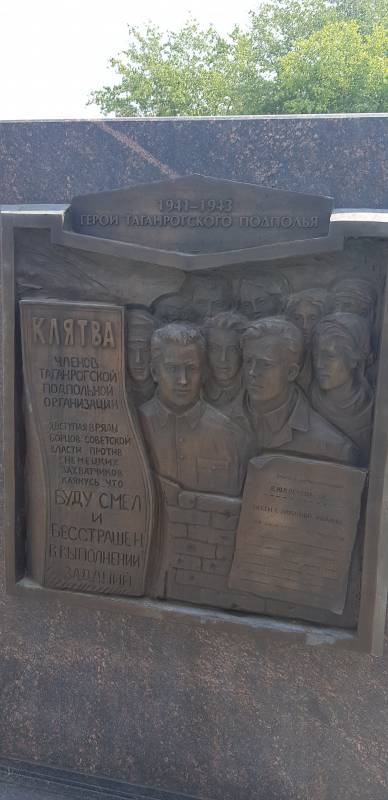 1941–1943
ГЕРОИ ТАГАНРОГСКОГО ПОДПОЛЬЯ
КЛЯТВА
ЧЛЕНОВ
ТАГАНРОГСКОЙ
ПОДПОЛЬНОЙ
ОРГАНИЗАЦИИ
ВСТУПАЯ В РЯДЫ
БОРЦОВ СОВЕТСКОЙ
ВЛАСТИ ПРОТИВ
НЕМЕЦКИХ
ЗАХВАТЧИКОВ
КЛЯНУСЬ ЧТО
БУДУ СМЕЛ
И
БЕССТРАШЕН
В ВЫПОЛНЕНИИ
ЗАДАНИЙ